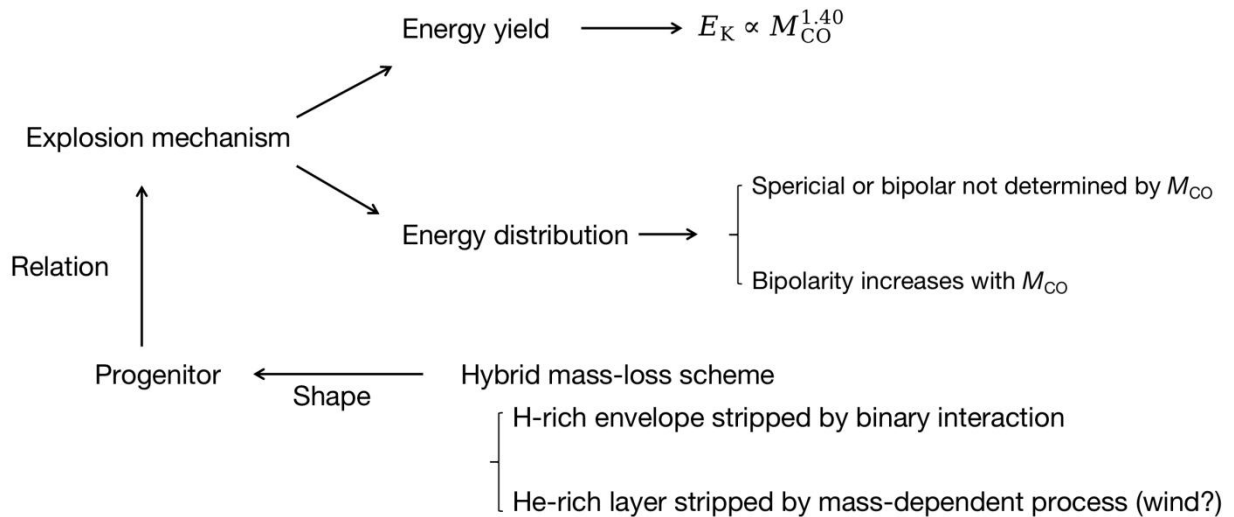 Energy yield
E_K ∝ M_CO^1.40
Explosion mechanism
Spericial or bipolar not determined by M_CO
Energy distribution
Relation
Bipolarity increases with M_CO
Progenitor
Hybrid mass-loss scheme
Shape
H-rich envelope stripped by binary interaction
He-rich layer stripped by mass-dependent process (wind?)